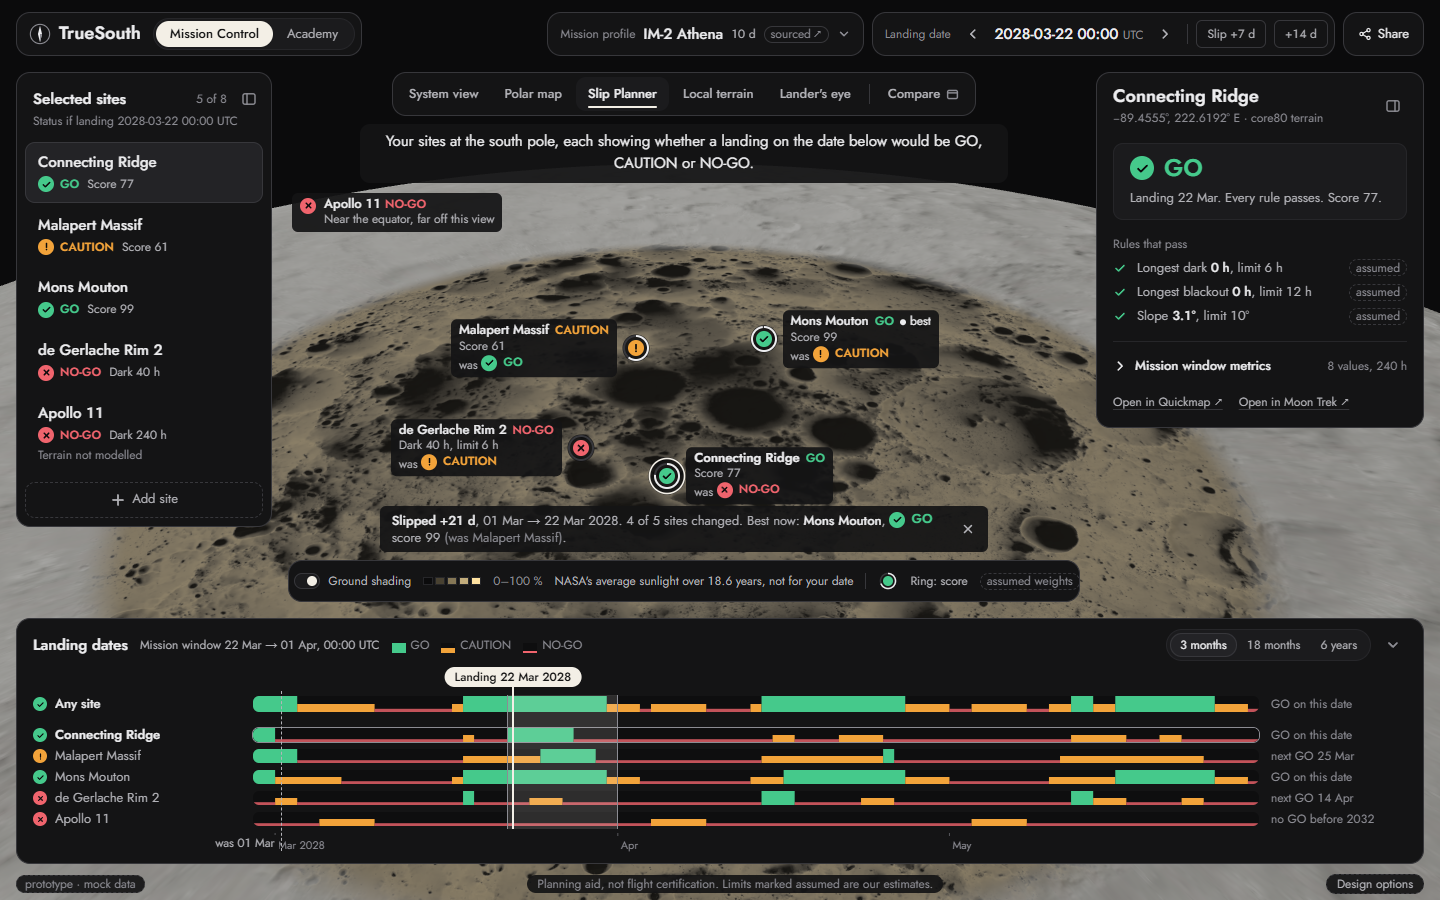 TrueSouth
Mission Control
Academy
Mission profile IM-2 Athena 10 d sourced ↗
Landing date 2028-03-22 00:00 UTC
Slip +7 d
+14 d
Share
Selected sites 5 of 8
Status if landing 2028-03-22 00:00 UTC
Connecting Ridge
GO Score 77
Malapert Massif
CAUTION Score 61
Mons Mouton
GO Score 99
de Gerlache Rim 2
NO-GO Dark 40 h
Apollo 11
NO-GO Dark 240 h
Terrain not modelled
+ Add site
System view
Polar map
Slip Planner
Local terrain
Lander's eye
Compare
Your sites at the south pole, each showing whether a landing on the date below would be GO,
CAUTION or NO-GO.
Apollo 11 NO-GO
Near the equator, far off this view
Malapert Massif CAUTION
Score 61
was GO
Mons Mouton GO ● best
Score 99
was CAUTION
de Gerlache Rim 2 NO-GO
Dark 40 h, limit 6 h
was CAUTION
Connecting Ridge GO
Score 77
was NO-GO
Slipped +21 d, 01 Mar → 22 Mar 2028. 4 of 5 sites changed. Best now: Mons Mouton, GO
score 99 (was Malapert Massif).
Ground shading 0–100 % NASA's average sunlight over 18.6 years, not for your date Ring: score assumed weights
Connecting Ridge
−89.4555°, 222.6192° E · core80 terrain
GO
Landing 22 Mar. Every rule passes. Score 77.
Rules that pass
Longest dark 0 h, limit 6 h assumed
Longest blackout 0 h, limit 12 h assumed
Slope 3.1°, limit 10° assumed
Mission window metrics 8 values, 240 h
Open in Quickmap ↗ Open in Moon Trek ↗
Landing dates Mission window 22 Mar → 01 Apr, 00:00 UTC GO CAUTION NO-GO
3 months 18 months 6 years
Landing 22 Mar 2028
Any site GO on this date
Connecting Ridge GO on this date
Malapert Massif next GO 25 Mar
Mons Mouton GO on this date
de Gerlache Rim 2 next GO 14 Apr
Apollo 11 no GO before 2032
was 01 Mar Mar 2028 Apr May
prototype · mock data
Planning aid, not flight certification. Limits marked assumed are our estimates.
Design options